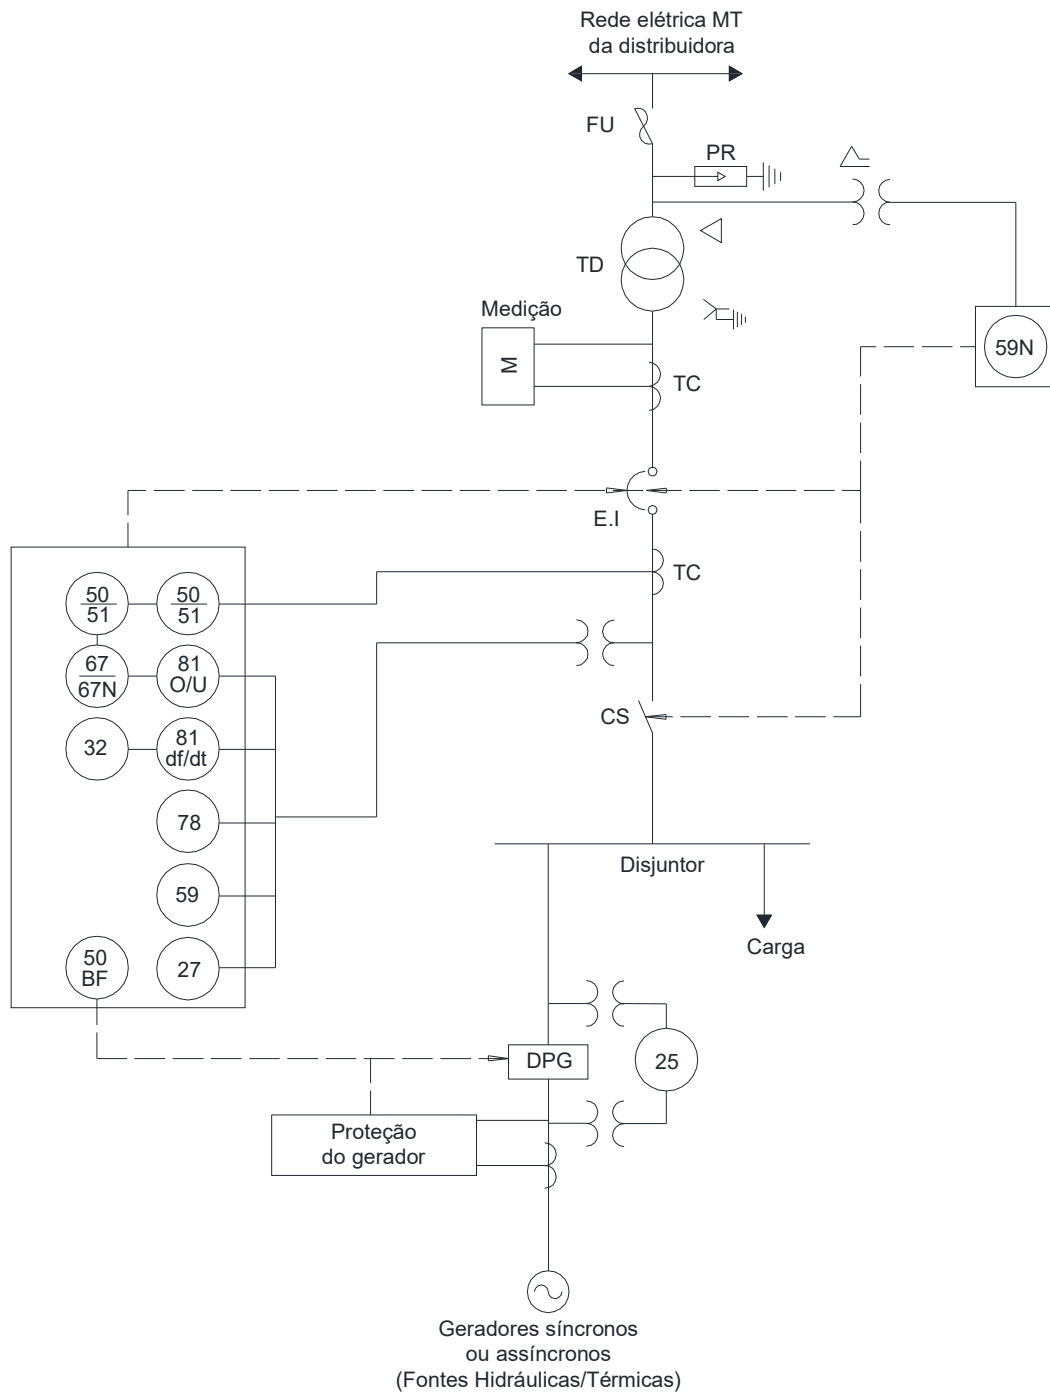 Rede elétrica MT
da distribuidora
FU
PR
TD
Medição
M
TC
59N
E.I
TC
50
51
50
51
67
67N
81
O/U
CS
32
81
df/dt
78
Disjuntor
59
Carga
50
BF
27
DPG
25
Proteção
do gerador
Geradores síncronos
ou assíncronos
(Fontes Hidráulicas/Térmicas)